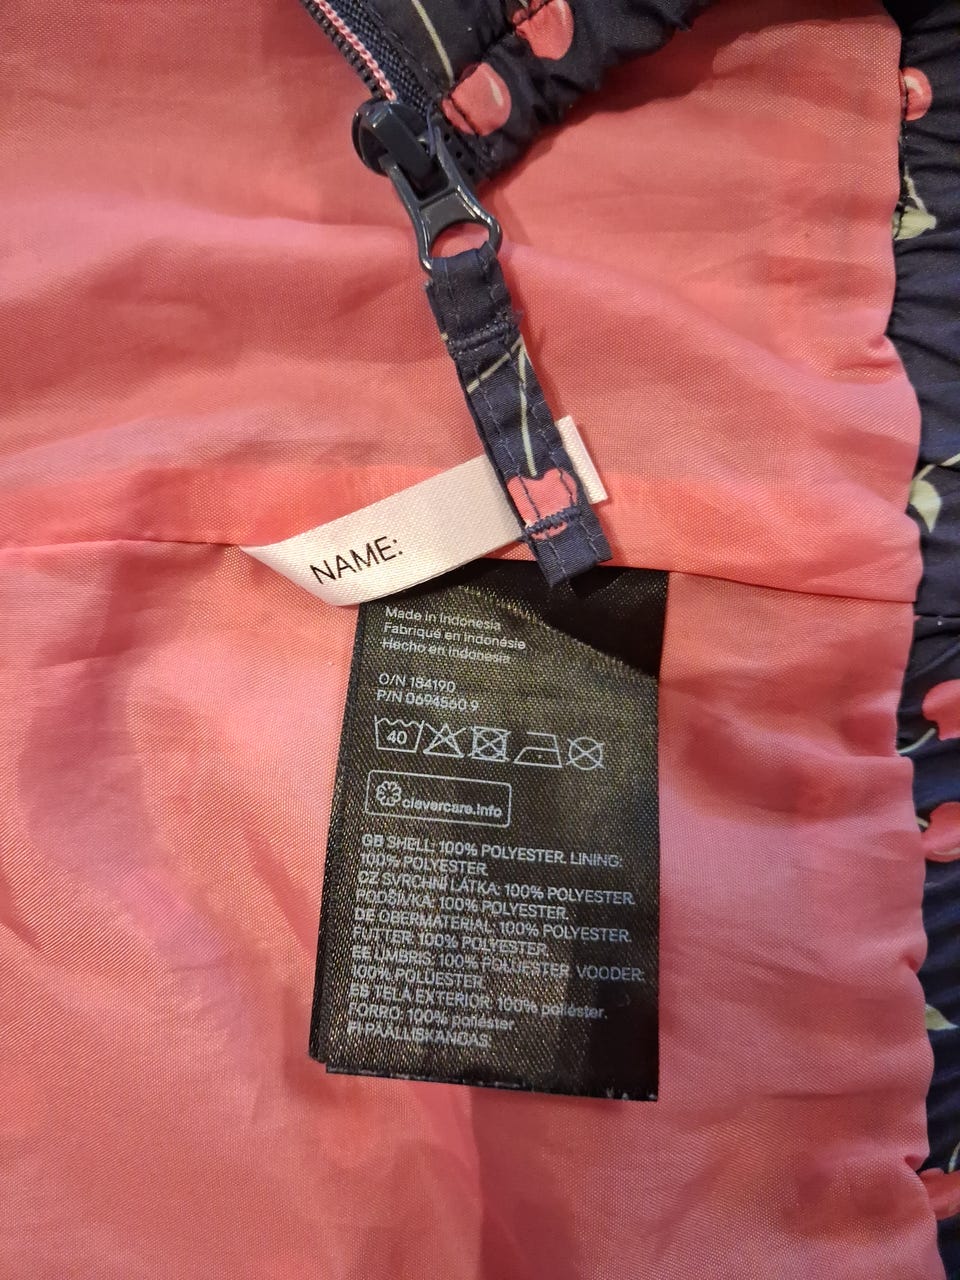 NAME:
Made in Indonesia
Fabriqué en Indonésie
Hecho en Indonesia
O/N 184190
P/N 0694560 9
40
clevercare.info
GB SHELL: 100% POLYESTER. LINING:
100% POLYESTER.
CZ SVRCHNÍ LÁTKA: 100% POLYESTER.
PODŠÍVKA: 100% POLYESTER.
DE OBERMATERIAL: 100% POLYESTER.
FUTTER: 100% POLYESTER.
EE ÜMBRIS: 100% POLÜESTER. VOODER:
100% POLÜESTER.
ES TELA EXTERIOR: 100% poliéster.
FORRO: 100% poliéster.
FI PÄÄLLISKANGAS: